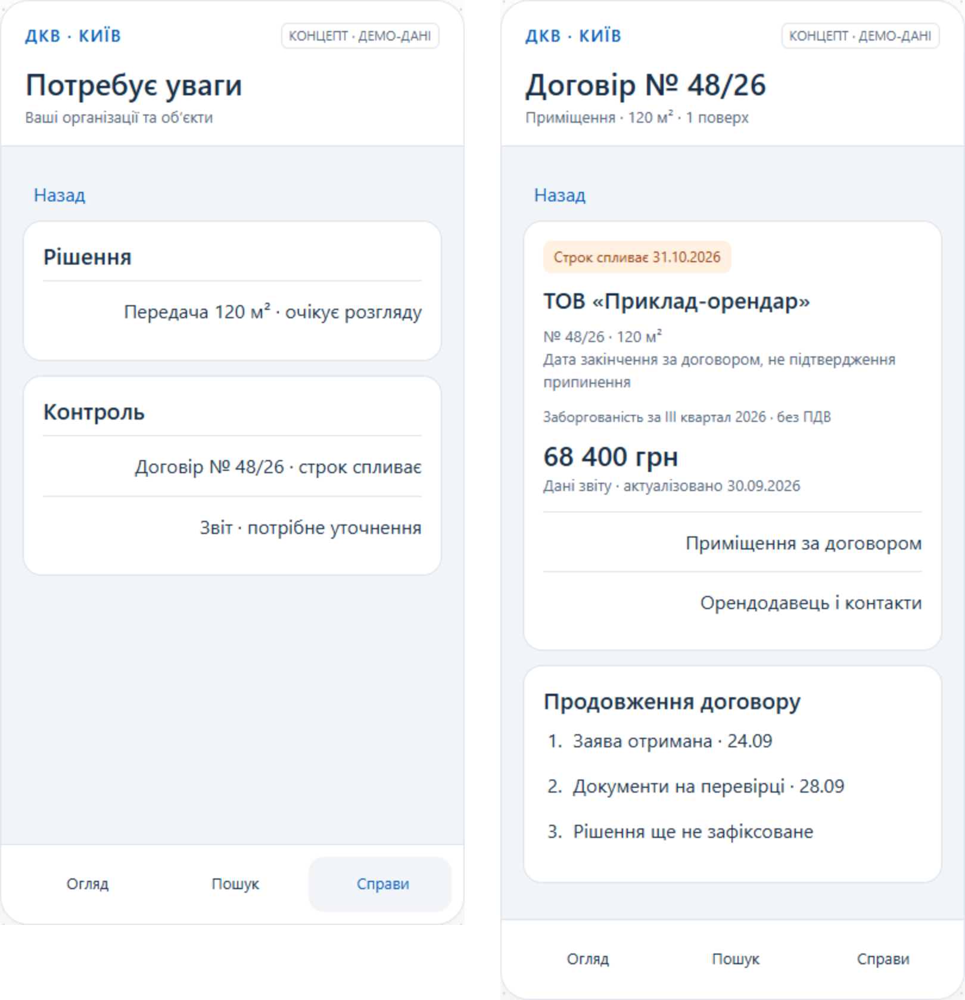 ДКВ · КИЇВ
КОНЦЕПТ · ДЕМО-ДАНІ
Потребує уваги
Ваші організації та об’єкти
Назад
Рішення
Передача 120 м² · очікує розгляду
Контроль
Договір № 48/26 · строк спливає
Звіт · потрібне уточнення
Огляд
Пошук
Справи
ДКВ · КИЇВ
КОНЦЕПТ · ДЕМО-ДАНІ
Договір № 48/26
Приміщення · 120 м² · 1 поверх
Назад
Строк спливає 31.10.2026
ТОВ «Приклад-орендар»
№ 48/26 · 120 м²
Дата закінчення за договором, не підтвердження
припинення
Заборгованість за III квартал 2026 · без ПДВ
68 400 грн
Дані звіту · актуалізовано 30.09.2026
Приміщення за договором
Орендодавець і контакти
Продовження договору
1. Заява отримана · 24.09
2. Документи на перевірці · 28.09
3. Рішення ще не зафіксоване
Огляд
Пошук
Справи